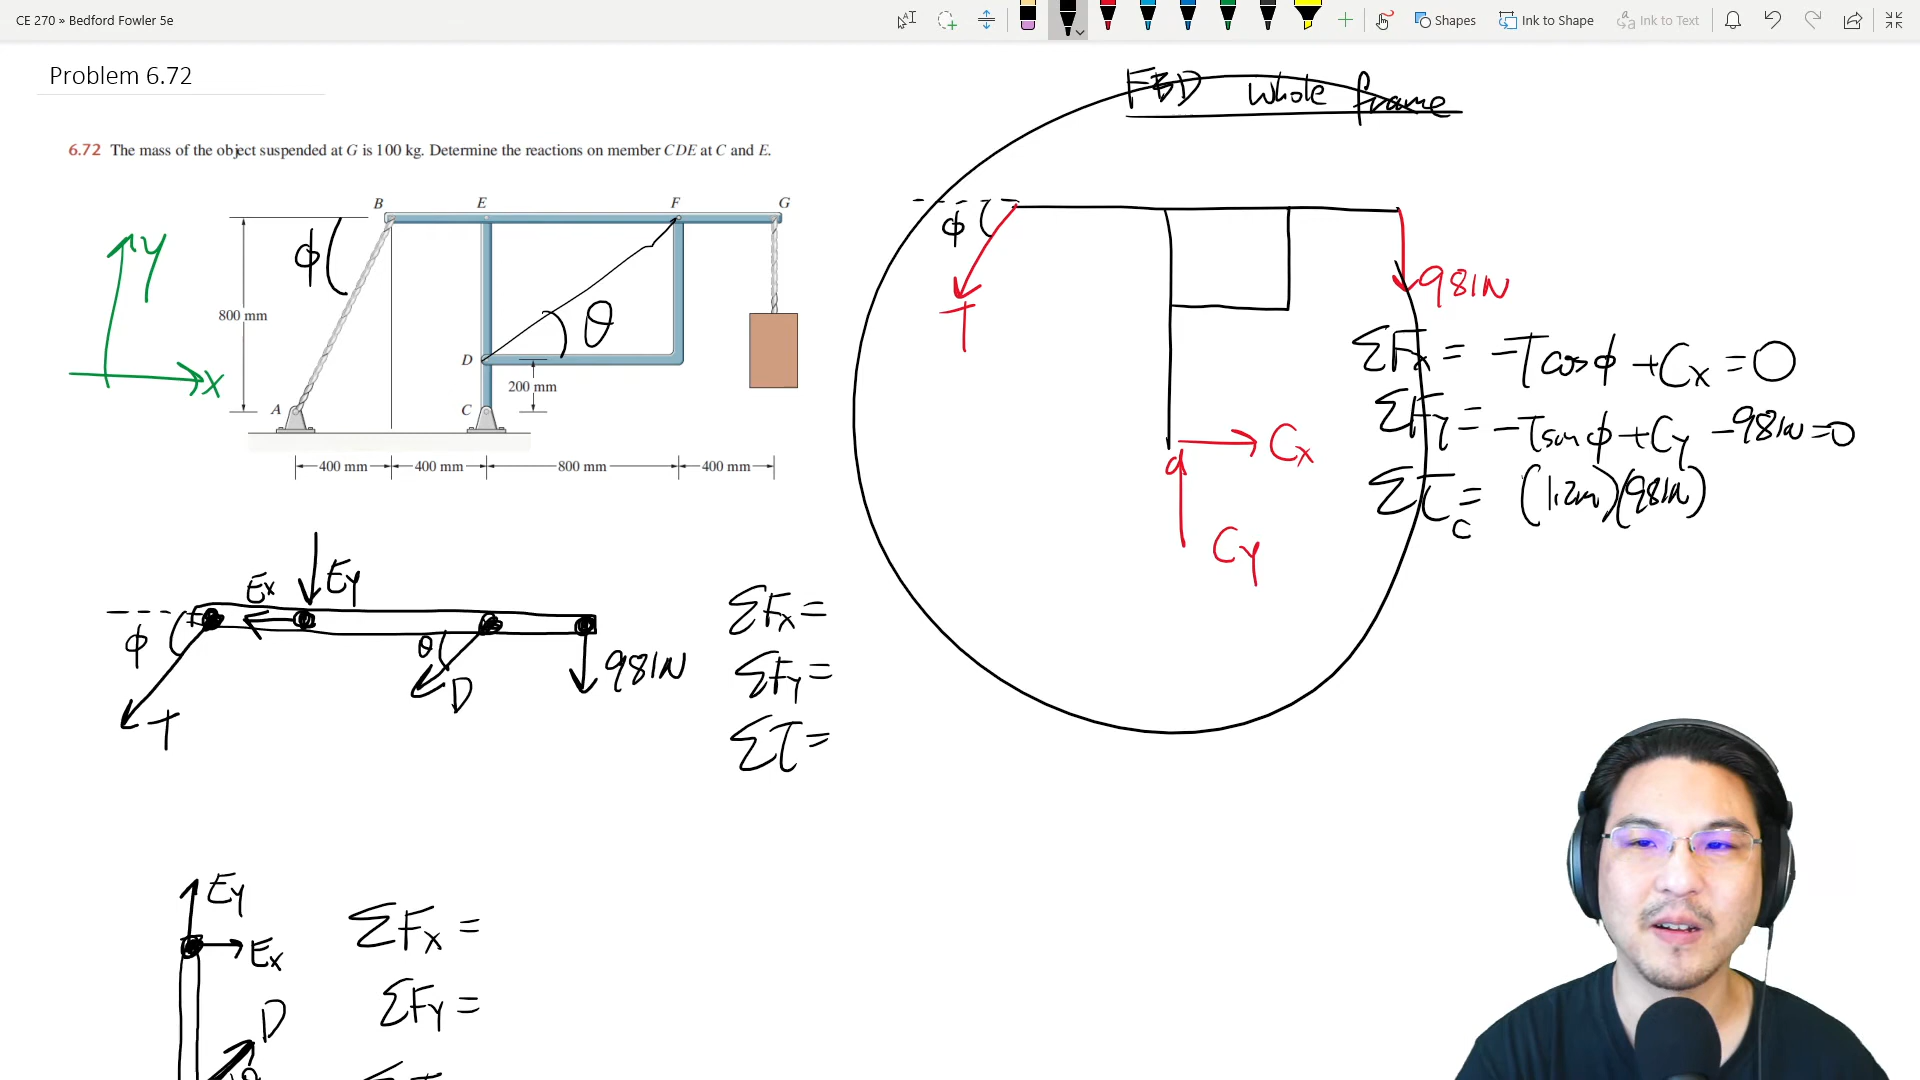 CE 270 » Bedford Fowler 5e
Shapes
Ink to Shape
Ink to Text
Problem 6.72
FBD Whole frame
6.72 The mass of the object suspended at G is 100 kg. Determine the reactions on member CDE at C and E.
B E F G
ϕ
y
x
800 mm
θ
D
200 mm
A C
400 mm 400 mm 800 mm 400 mm
ϕ
T
981N
Cx
Cy
ΣFx = -Tcosϕ + Cx = 0
ΣFy = -Tsinϕ + Cy - 981N = 0
Στc = (1.2m)(981N)
Ex Ey
ϕ
θ
T
D
981N
ΣFx =
ΣFy =
Στ =
Ey
Ex
D
θ
ΣFx =
ΣFy =